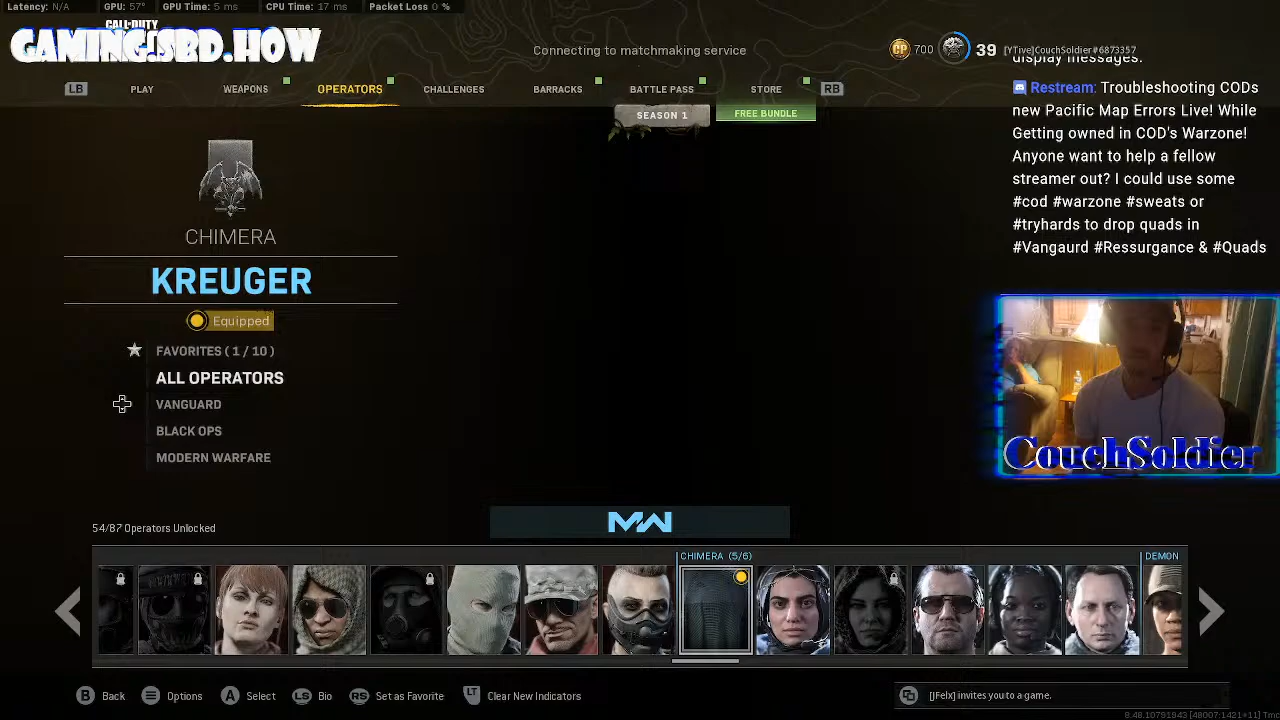 Latency: N/A GPU: 57° GPU Time: 5 ms CPU Time: 17 ms Packet Loss 0 %
CALL·DUTY
GAMING.SBD.HOW
Connecting to matchmaking service
CP 700 39 [YTive]CouchSoldier#6873357
LB PLAY WEAPONS OPERATORS CHALLENGES BARRACKS BATTLE PASS STORE RB
SEASON 1 FREE BUNDLE
display messages.
Restream: Troubleshooting CODs
new Pacific Map Errors Live! While
Getting owned in COD's Warzone!
Anyone want to help a fellow
streamer out? I could use some
#cod #warzone #sweats or
#tryhards to drop quads in
#Vangaurd #Ressurgance & #Quads
CHIMERA
KREUGER
Equipped
FAVORITES ( 1 / 10 )
ALL OPERATORS
VANGUARD
BLACK OPS
MODERN WARFARE
CouchSoldier
54/87 Operators Unlocked
MW
CHIMERA (5/6) DEMON
B Back Options A Select LS Bio RS Set as Favorite LT Clear New Indicators
[]Felx] invites you to a game.